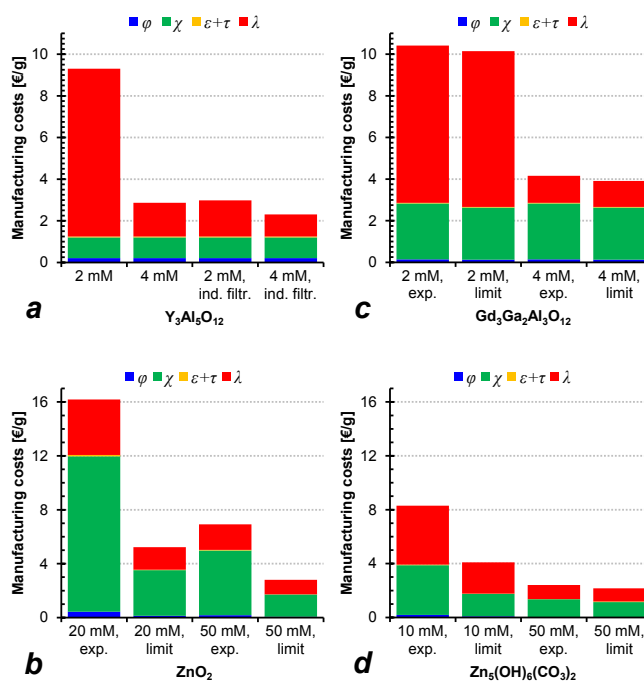 φ χ ε+τ λ
Manufacturing costs [€/g]
10
8
6
4
2
0
2 mM 4 mM 2 mM, ind. filtr. 4 mM, ind. filtr.
a
Y₃Al₅O₁₂
φ χ ε+τ λ
Manufacturing costs [€/g]
10
8
6
4
2
0
2 mM, exp. 2 mM, limit 4 mM, exp. 4 mM, limit
c
Gd₃Ga₂Al₃O₁₂
φ χ ε+τ λ
Manufacturing costs [€/g]
16
12
8
4
0
20 mM, exp. 20 mM, limit 50 mM, exp. 50 mM, limit
b
ZnO₂
φ χ ε+τ λ
Manufacturing costs [€/g]
16
12
8
4
0
10 mM, exp. 10 mM, limit 50 mM, exp. 50 mM, limit
d
Zn₅(OH)₆(CO₃)₂